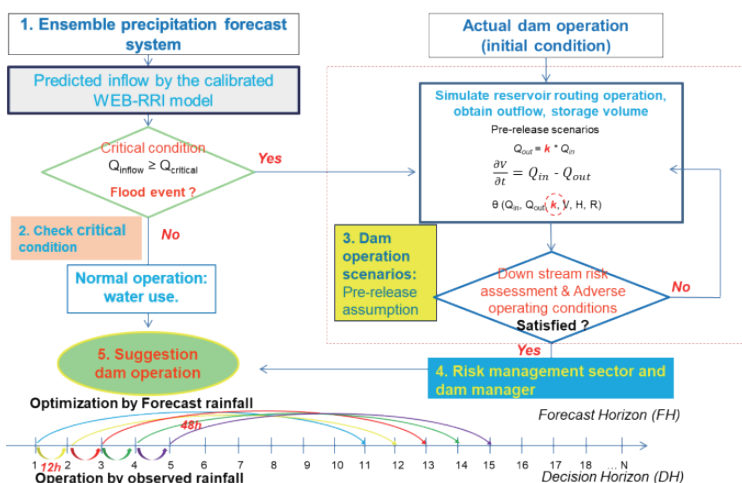 1. Ensemble precipitation forecast
system
Predicted inflow by the calibrated
WEB-RRI model
Critical condition
Qinflow ≥ Qcritical
Flood event ?
Yes
2. Check critical
condition
No
Normal operation:
water use.
5. Suggestion
dam operation
Actual dam operation
(initial condition)
Simulate reservoir routing operation,
obtain outflow, storage volume
Pre-release scenarios
Qout = k * Qin
∂V/∂t = Qin - Qout
θ (Qin, Qout, k, V, H, R)
3. Dam
operation
scenarios:
Pre-release
assumption
Down stream risk
assessment & Adverse
operating conditions
Satisfied ?
No
Yes
4. Risk management sector and
dam manager
Optimization by Forecast rainfall
Forecast Horizon (FH)
48h
1 2 3 4 5 10 11 12 13 14 15 16 17 18 ... N
12h
Operation by observed rainfall
Decision Horizon (DH)